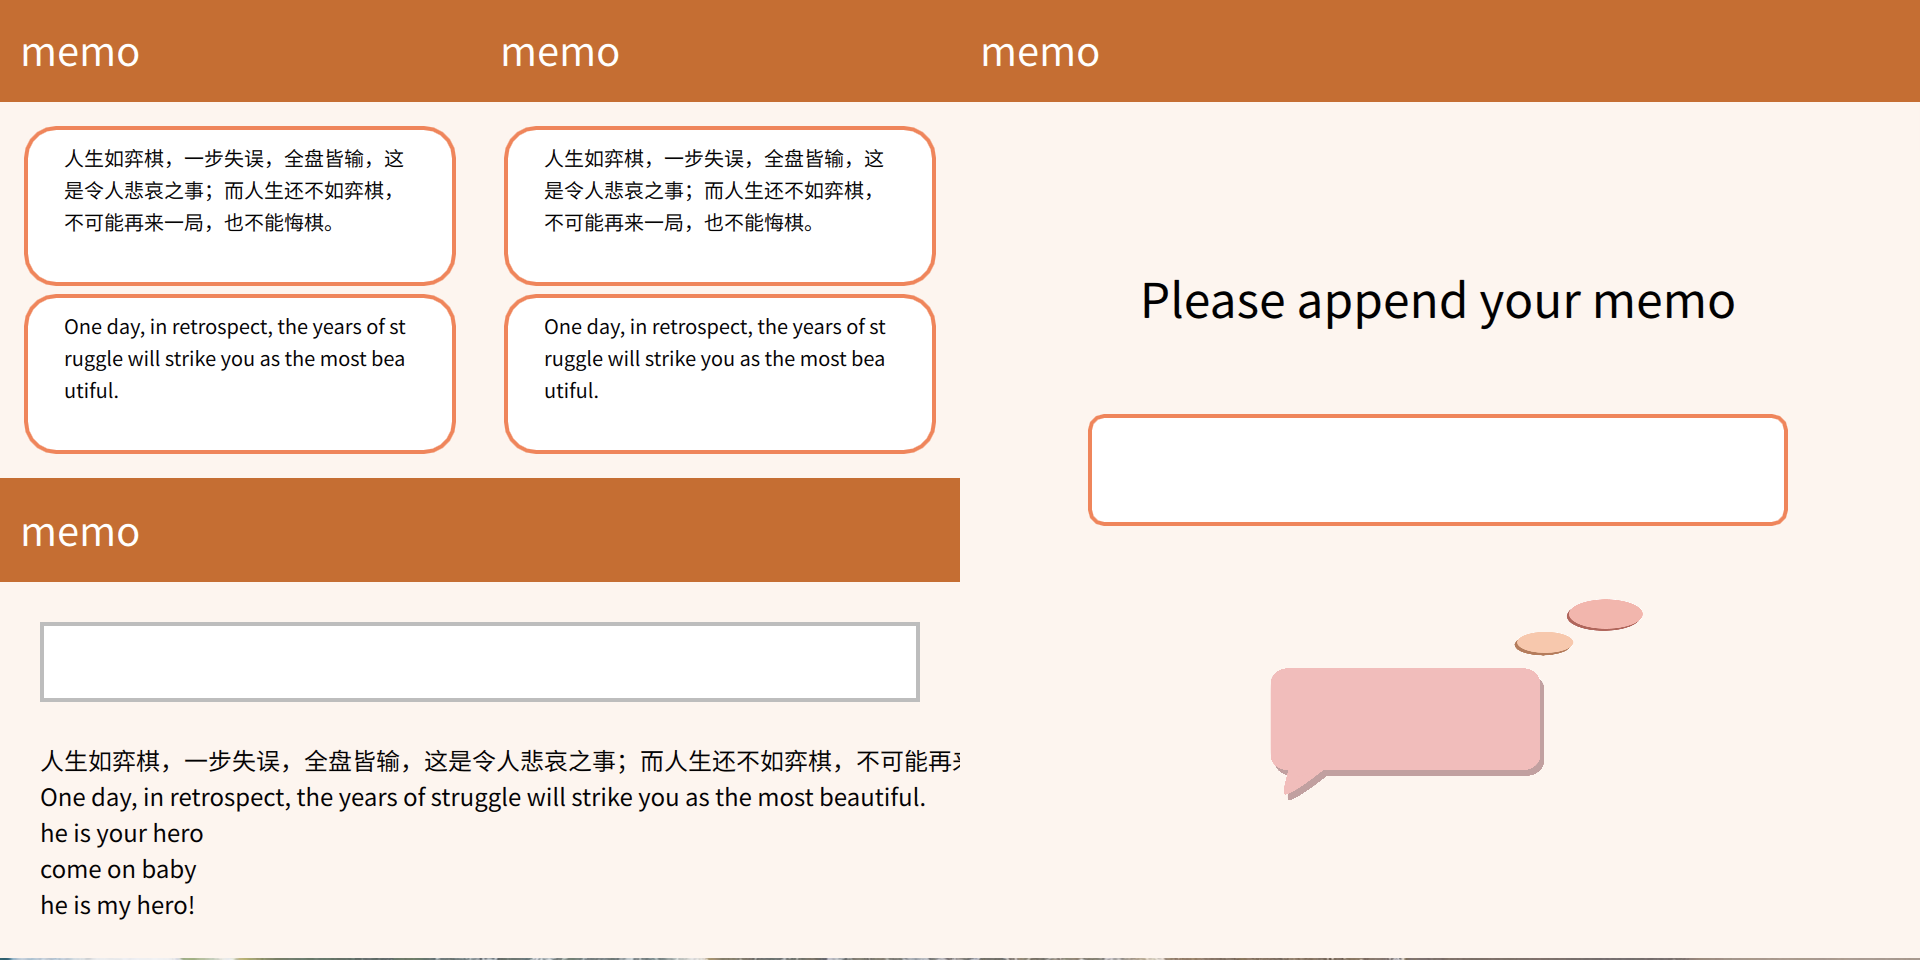 memo
人生如弈棋，一步失误，全盘皆输，这
是令人悲哀之事；而人生还不如弈棋，
不可能再来一局，也不能悔棋。
One day, in retrospect, the years of st
ruggle will strike you as the most bea
utiful.
memo
人生如弈棋，一步失误，全盘皆输，这
是令人悲哀之事；而人生还不如弈棋，
不可能再来一局，也不能悔棋。
One day, in retrospect, the years of st
ruggle will strike you as the most bea
utiful.
memo
Please append your memo
memo
人生如弈棋，一步失误，全盘皆输，这是令人悲哀之事；而人生还不如弈棋，不可能再
One day, in retrospect, the years of struggle will strike you as the most beautiful.
he is your hero
come on baby
he is my hero!